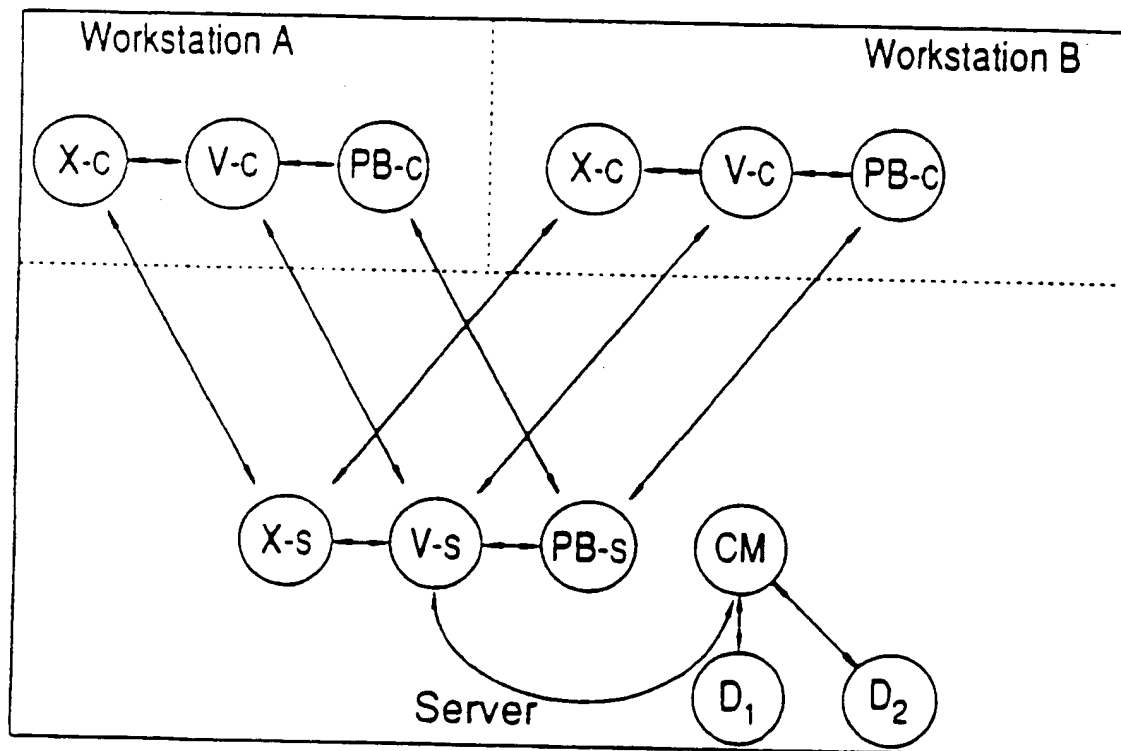 Workstation A
Workstation B
X-c
V-c
PB-c
X-c
V-c
PB-c
X-s
V-s
PB-s
CM
Server
D1
D2